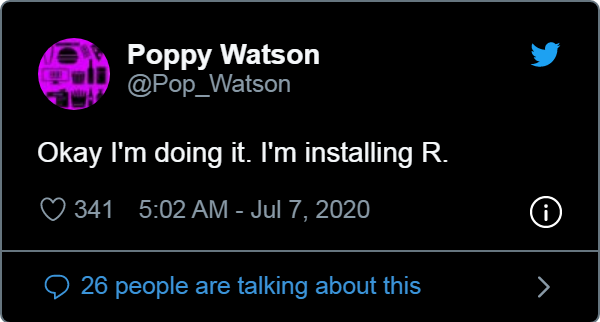 Poppy Watson
@Pop_Watson
Okay I'm doing it. I'm installing R.
341 5:02 AM - Jul 7, 2020
26 people are talking about this